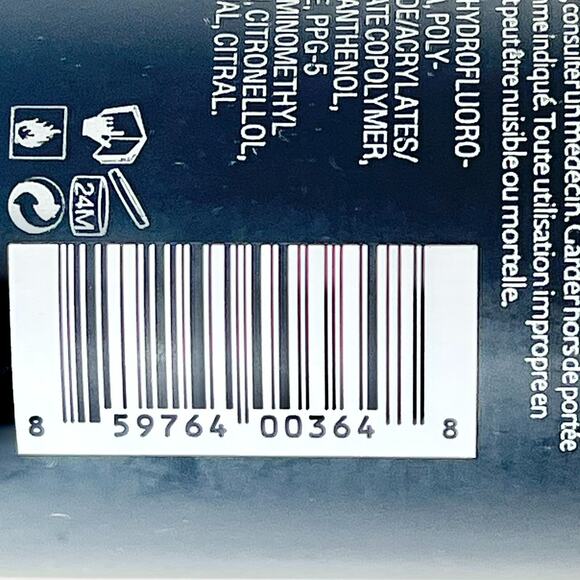 , consulter un médecin. Garder hors de portée
mme indiqué. Toute utilisation impropre en
t peut être nuisible ou mortelle.
HYDROFLUORO-
, POLY-
DE/ACRYLATES/
ATE COPOLYMER,
ANTHENOL,
E, PPG-5
MINOMETHYL
, CITRONELLOL,
AL, CITRAL.
24M
8 59764 00364 8